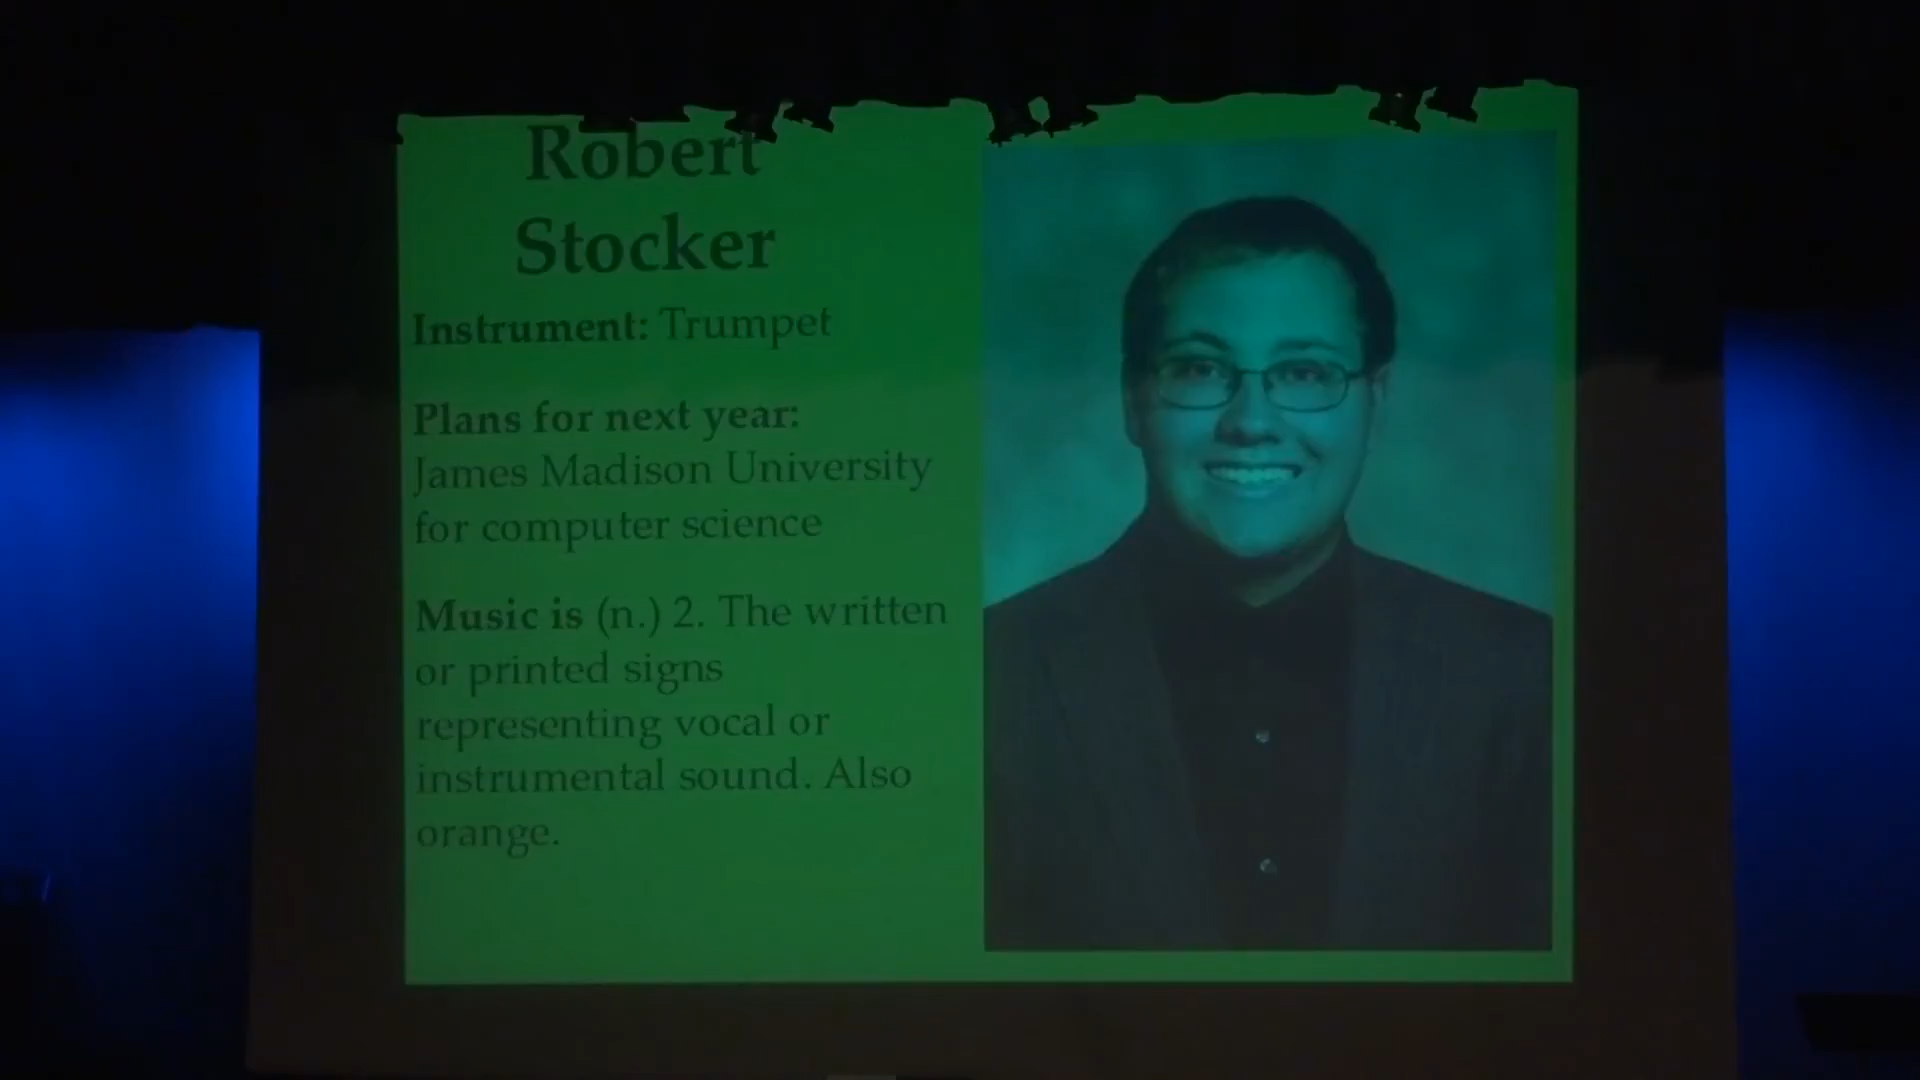 Robert
Stocker
Instrument: Trumpet
Plans for next year:
James Madison University
for computer science
Music is (n.) 2. The written
or printed signs
representing vocal or
instrumental sound. Also
orange.